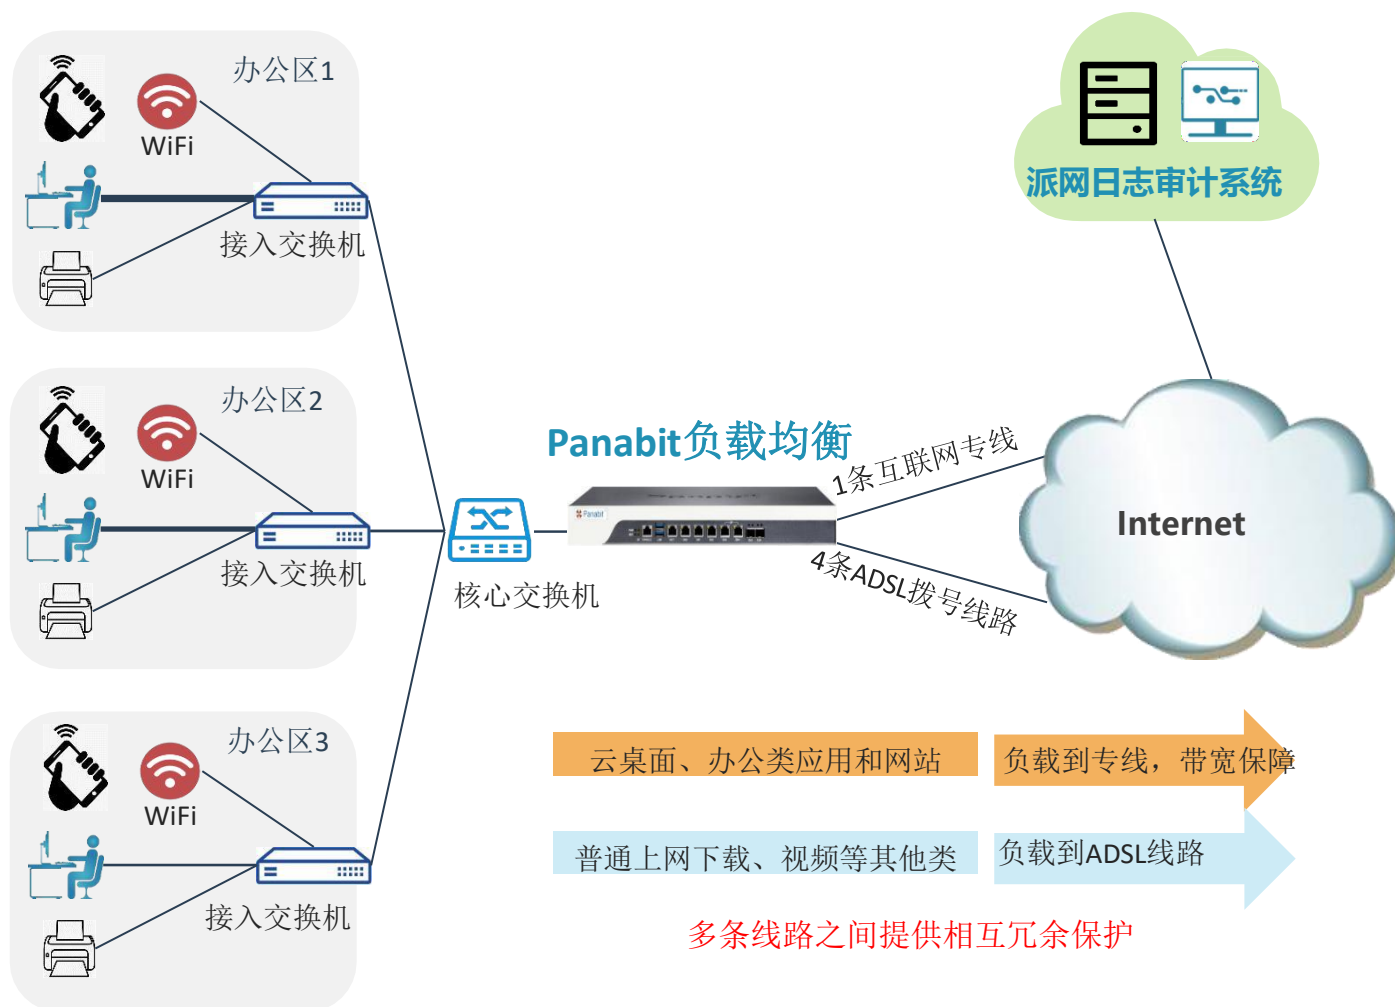 办公区1
WiFi
接入交换机
办公区2
WiFi
接入交换机
办公区3
WiFi
接入交换机
核心交换机
Panabit负载均衡
Panabit
1条互联网专线
4条ADSL拨号线路
派网日志审计系统
Internet
云桌面、办公类应用和网站
负载到专线，带宽保障
普通上网下载、视频等其他类
负载到ADSL线路
多条线路之间提供相互冗余保护